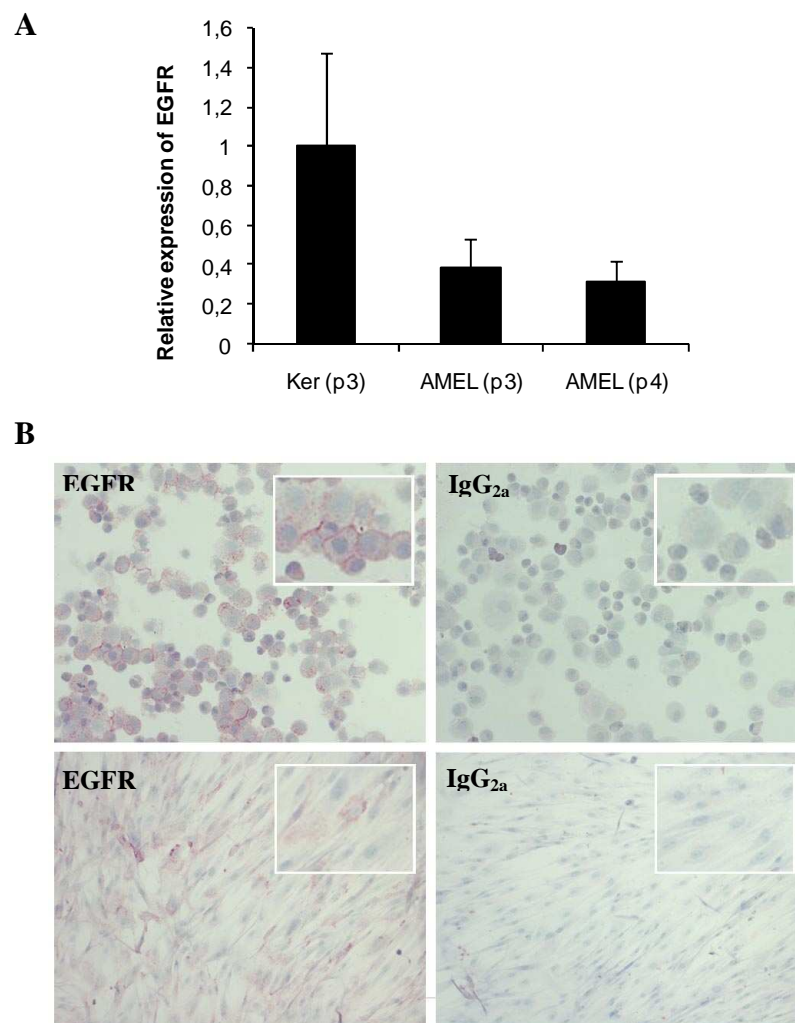 A
Relative expression of EGFR
1,6
1,4
1,2
1
0,8
0,6
0,4
0,2
0
Ker (p3) AMEL (p3) AMEL (p4)
B
EGFR IgG2a
EGFR IgG2a